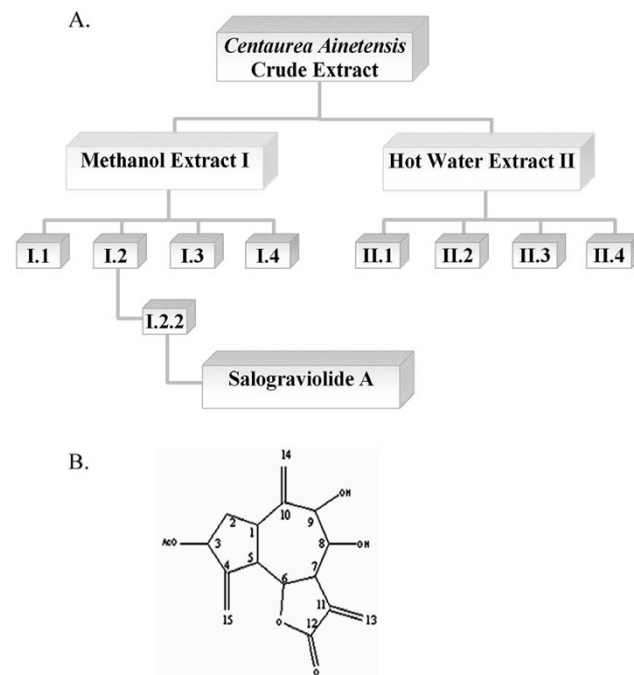 A.
Centaurea Ainetensis
Crude Extract
Methanol Extract I
Hot Water Extract II
I.1
I.2
I.3
I.4
II.1
II.2
II.3
II.4
I.2.2
Salograviolide A
B.
14
OH
10
9
2
1
8
OH
AcO
3
5
7
4
6
11
15
O
12
13
O